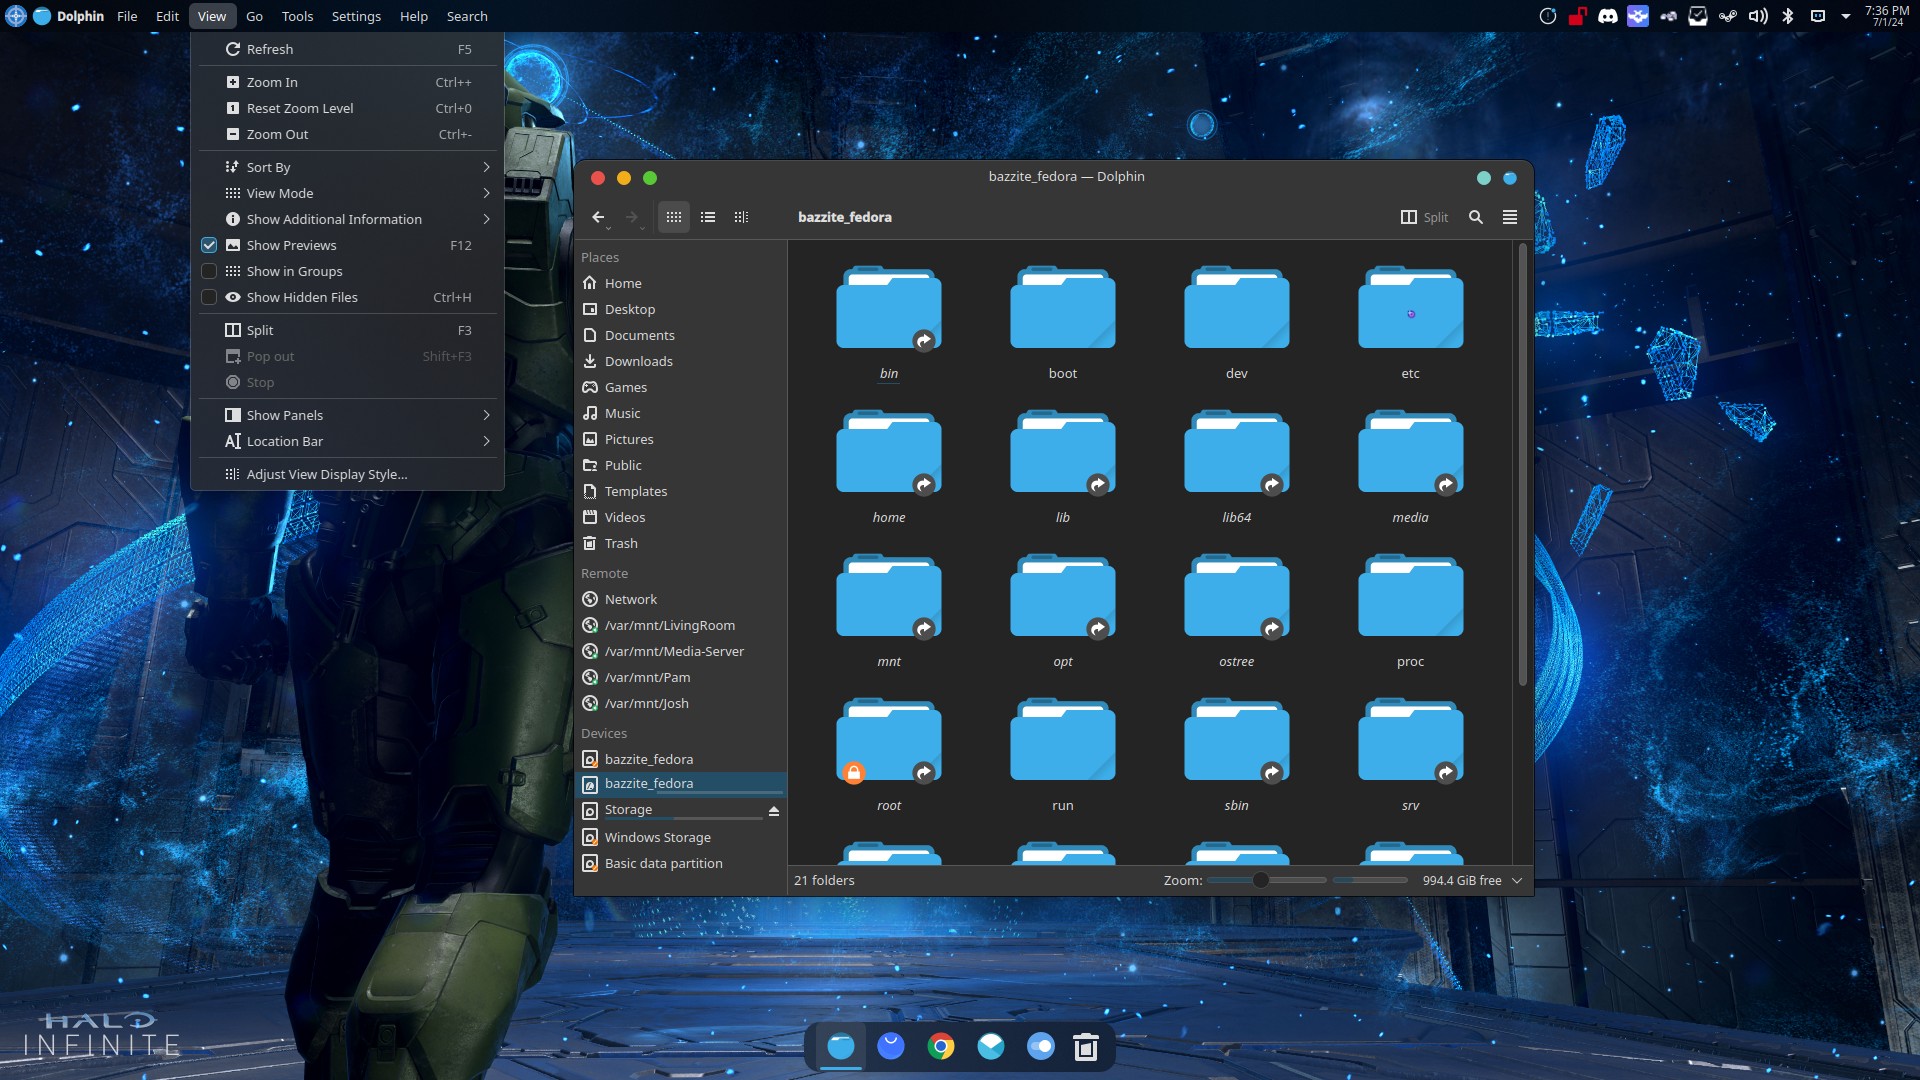 Dolphin File Edit View Go Tools Settings Help Search
7:36 PM
7/1/24
Refresh F5
Zoom In Ctrl++
Reset Zoom Level Ctrl+0
Zoom Out Ctrl+-
Sort By
View Mode
Show Additional Information
Show Previews F12
Show in Groups
Show Hidden Files Ctrl+H
Split F3
Pop out Shift+F3
Stop
Show Panels
Location Bar
Adjust View Display Style...
bazzite_fedora — Dolphin
bazzite_fedora
Split
Places
Home
Desktop
Documents
Downloads
Games
Music
Pictures
Public
Templates
Videos
Trash
Remote
Network
/var/mnt/LivingRoom
/var/mnt/Media-Server
/var/mnt/Pam
/var/mnt/Josh
Devices
bazzite_fedora
bazzite_fedora
Storage
Windows Storage
Basic data partition
bin boot dev etc
home lib lib64 media
mnt opt ostree proc
root run sbin srv
21 folders
Zoom:
994.4 GiB free
HALO
INFINITE